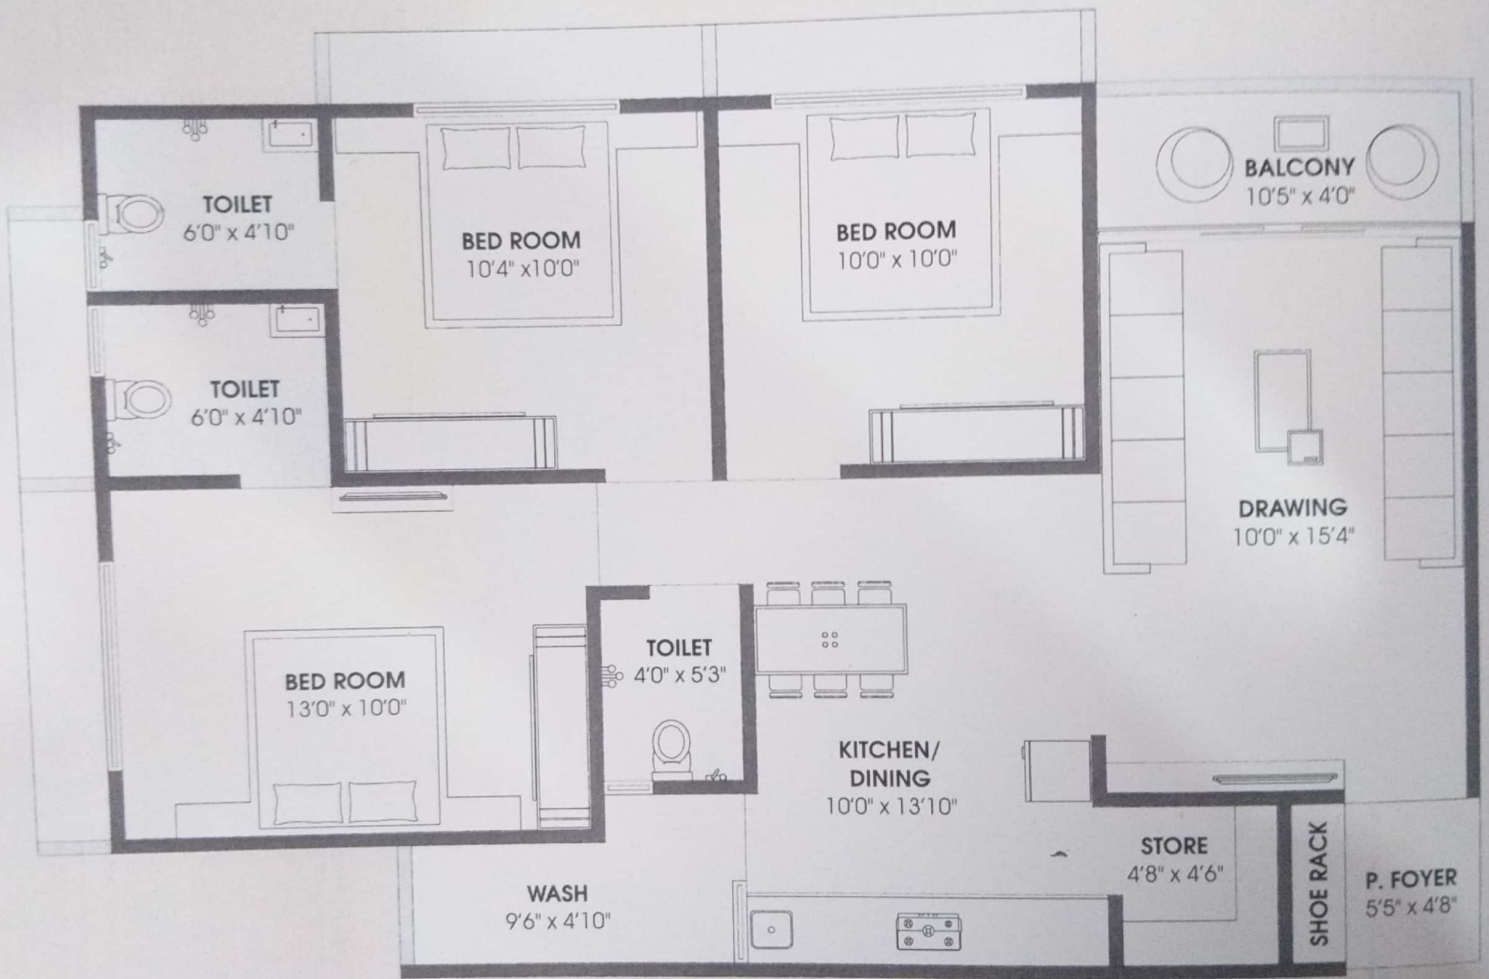 TOILET
6'0" x 4'10"
BED ROOM
10'4" x10'0"
BED ROOM
10'0" x 10'0"
BALCONY
10'5" x 4'0"
TOILET
6'0" x 4'10"
DRAWING
10'0" x 15'4"
BED ROOM
13'0" x 10'0"
TOILET
4'0" x 5'3"
KITCHEN/
DINING
10'0" x 13'10"
STORE
4'8" x 4'6"
SHOE RACK
P. FOYER
5'5" x 4'8"
WASH
9'6" x 4'10"